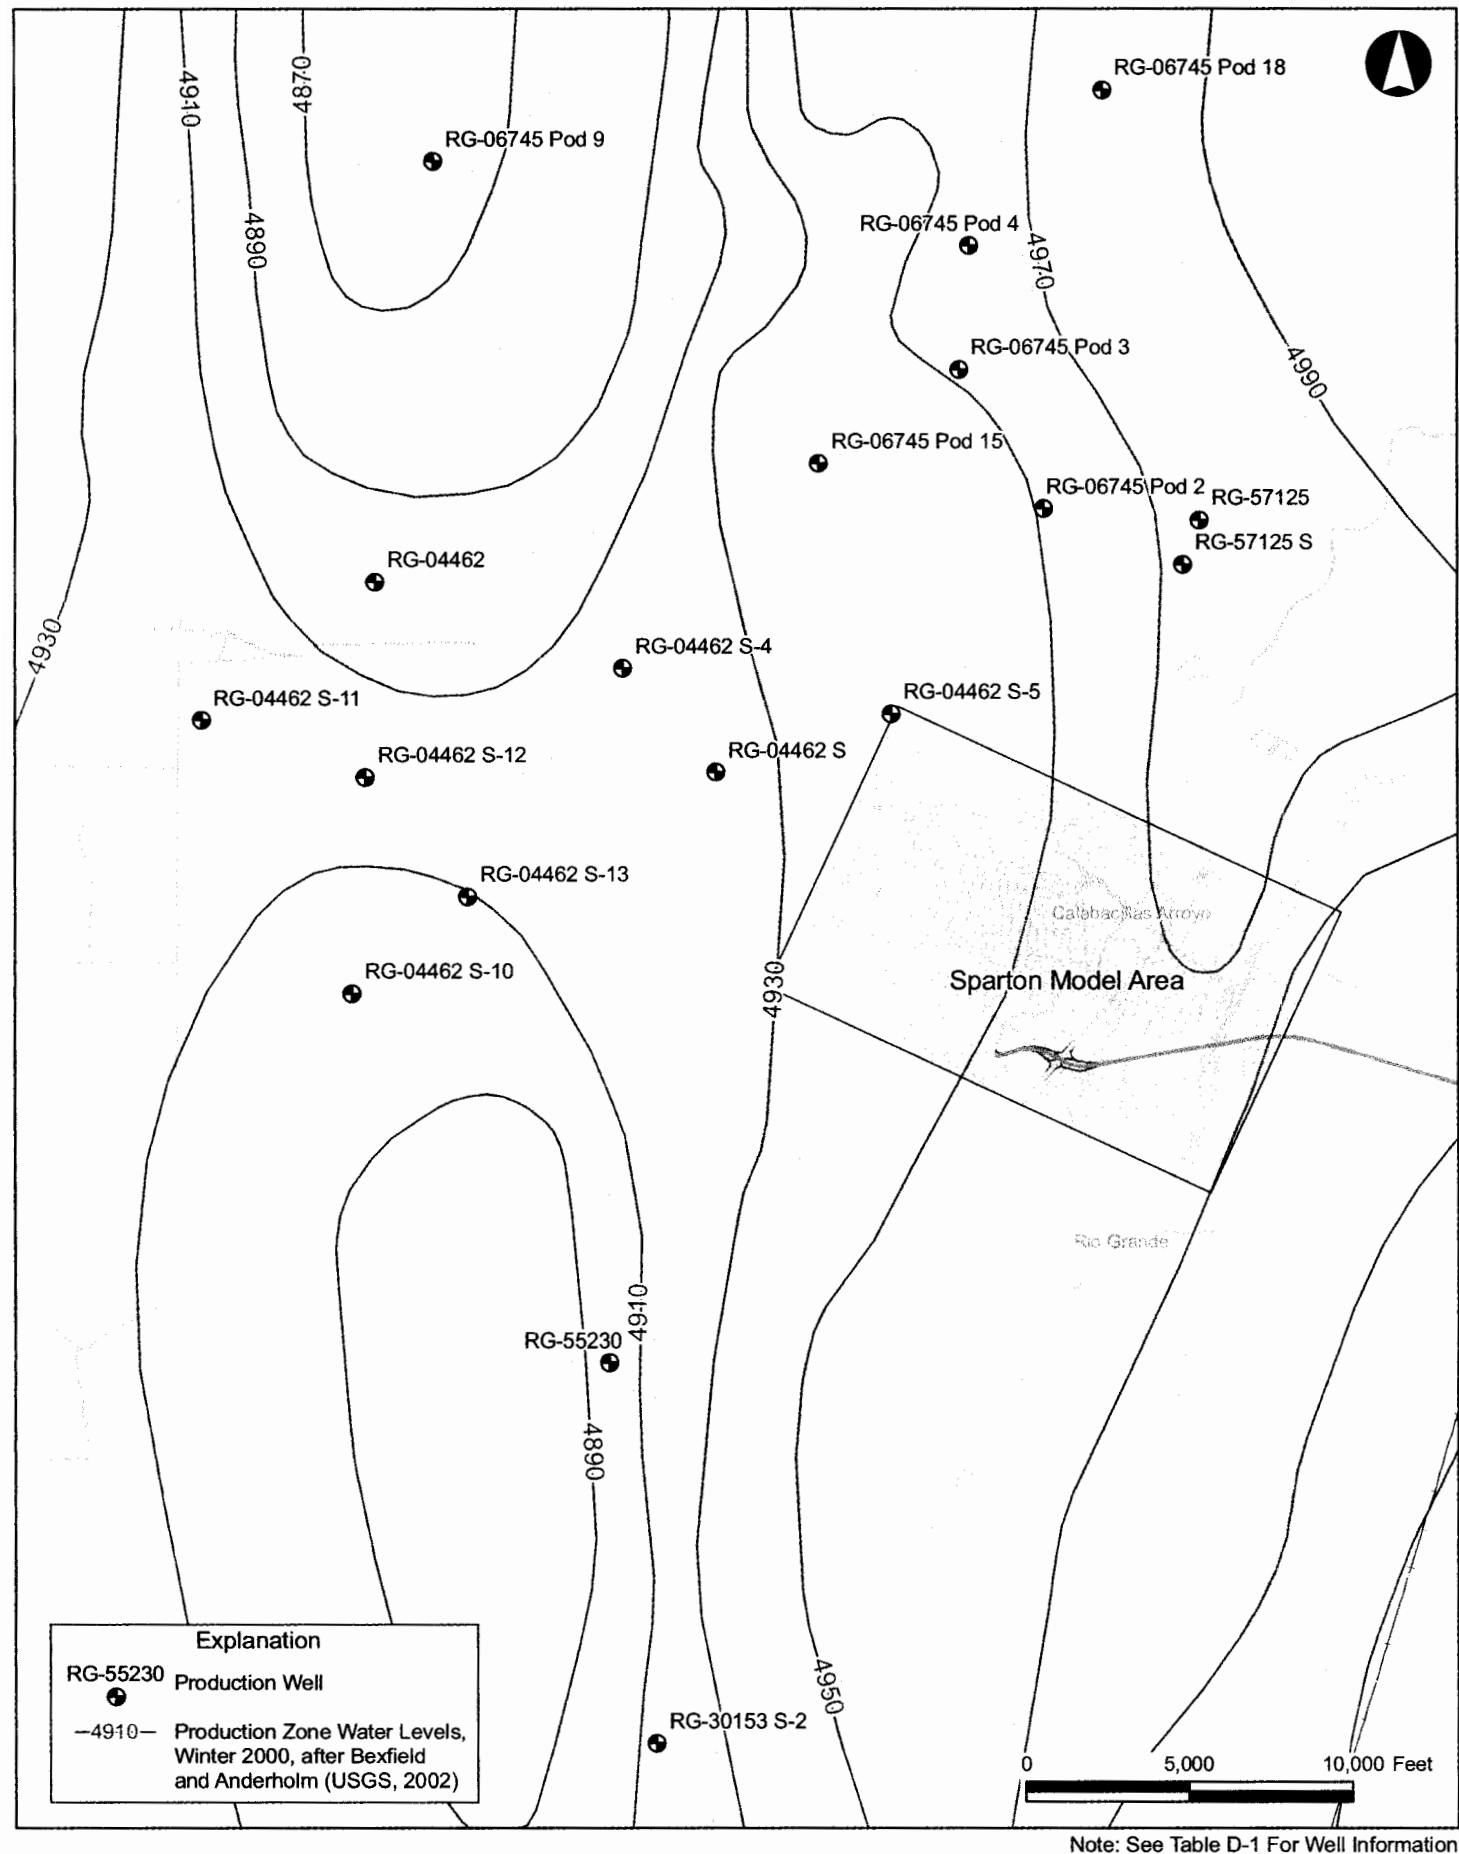 RG-06745 Pod 18
4910
4870
RG-06745 Pod 9
4890
RG-06745 Pod 4
4970
RG-06745 Pod 3
4990
RG-06745 Pod 15
RG-06745 Pod 2
RG-57125
RG-57125 S
RG-04462
4930
RG-04462 S-4
RG-04462 S-11
RG-04462 S-5
RG-04462 S-12
RG-04462 S
RG-04462 S-13
Calabacillas Arroyo
RG-04462 S-10
4930
Sparton Model Area
Rio Grande
4910
RG-55230
4890
4950
Explanation
RG-55230 Production Well
4910 Production Zone Water Levels,
Winter 2000, after Bexfield
and Anderholm (USGS, 2002)
RG-30153 S-2
0 5,000 10,000 Feet
Note: See Table D-1 For Well Information